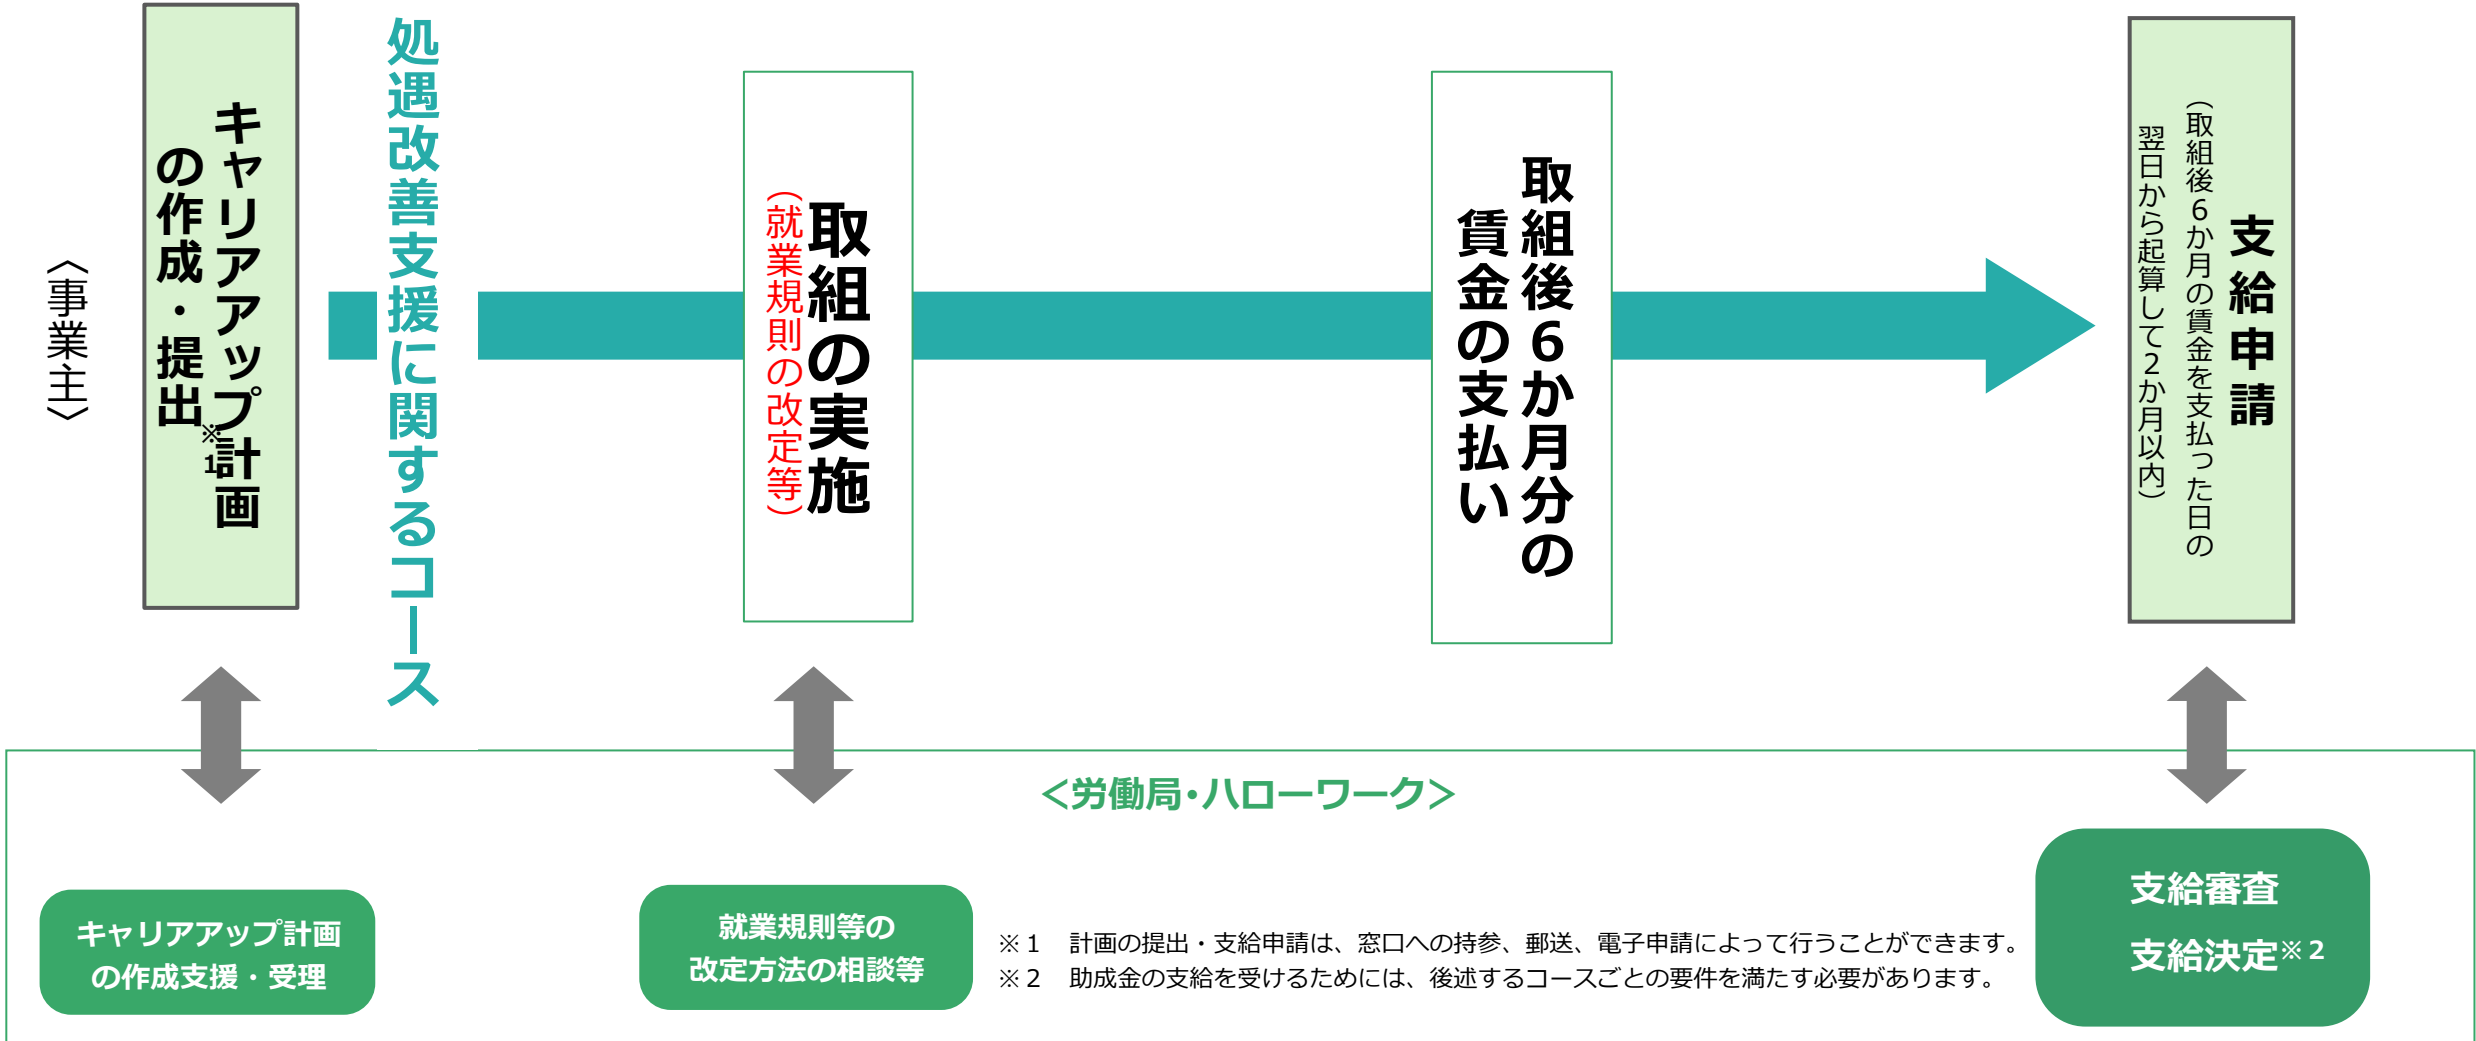 〈事業主〉
キャリアアップ計画
の作成・提出※1
処遇改善支援に関するコース
取組の実施
（就業規則の改定等）
取組後６か月分の
賃金の支払い
支給申請
（取組後６か月の賃金を支払った日の
翌日から起算して２か月以内）
＜労働局・ハローワーク＞
キャリアアップ計画
の作成支援・受理
就業規則等の
改定方法の相談等
※１　計画の提出・支給申請は、窓口への持参、郵送、電子申請によって行うことができます。
※２　助成金の支給を受けるためには、後述するコースごとの要件を満たす必要があります。
支給審査
支給決定※２